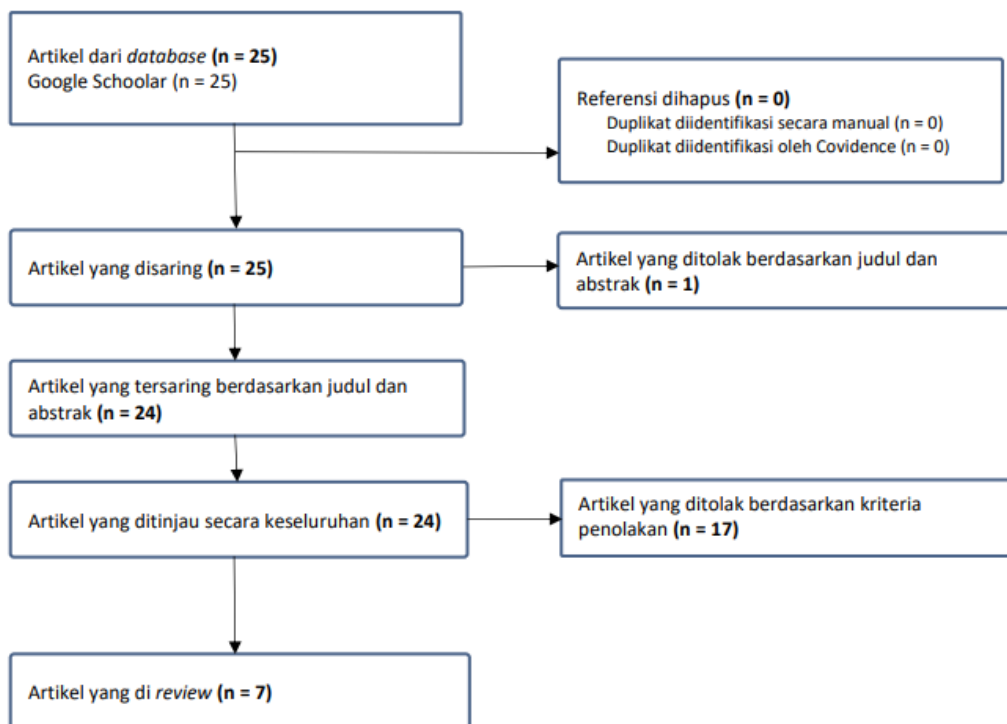 Artikel dari database (n = 25)
Google Schoolar (n = 25)
Referensi dihapus (n = 0)
Duplikat diidentifikasi secara manual (n = 0)
Duplikat diidentifikasi oleh Covidence (n = 0)
Artikel yang disaring (n = 25)
Artikel yang ditolak berdasarkan judul dan
abstrak (n = 1)
Artikel yang tersaring berdasarkan judul dan
abstrak (n = 24)
Artikel yang ditinjau secara keseluruhan (n = 24)
Artikel yang ditolak berdasarkan kriteria
penolakan (n = 17)
Artikel yang di review (n = 7)